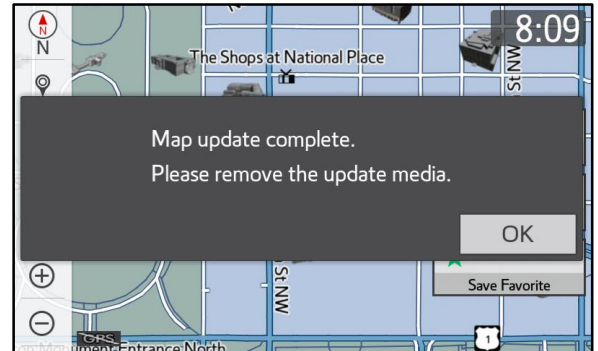 N
N
8:09
The Shops at National Place
St NW
Map update complete.
Please remove the update media.
OK
St NW
Save Favorite
GPS
Monument Entrance North
1